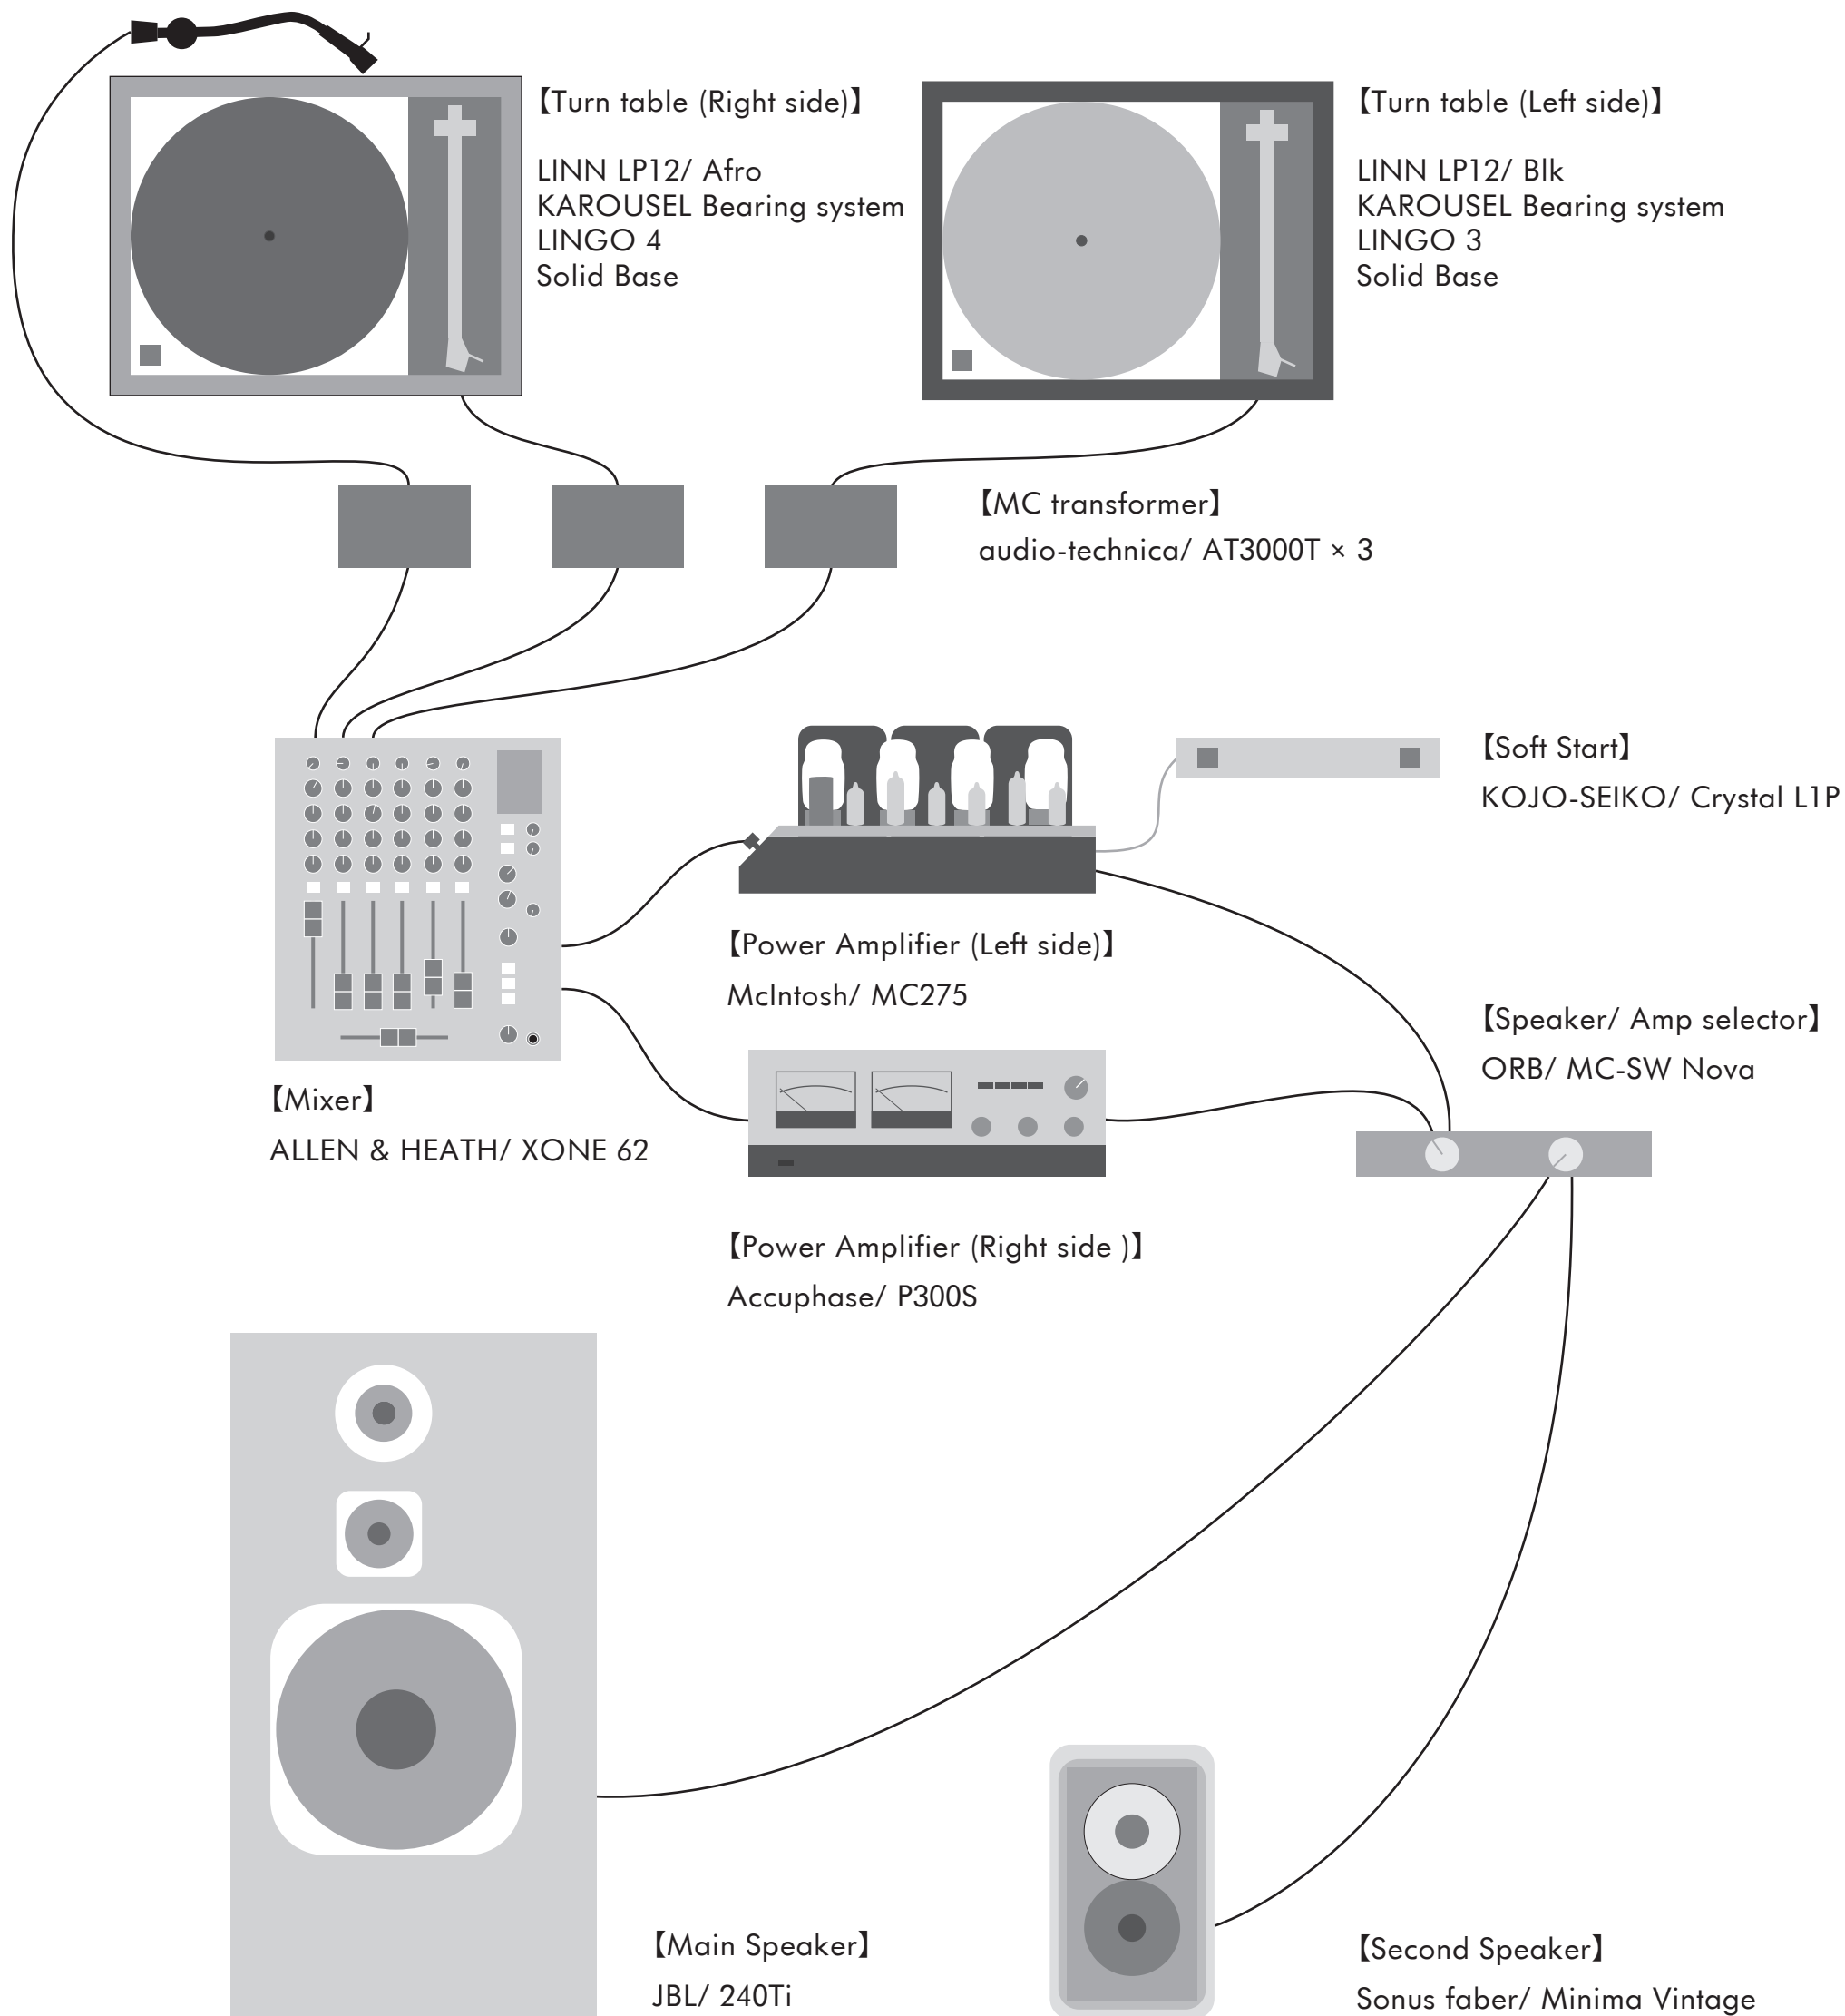 【Turn table (Right side)】
LINN LP12/ Afro
KAROUSEL Bearing system
LINGO 4
Solid Base
【Turn table (Left side)】
LINN LP12/ Blk
KAROUSEL Bearing system
LINGO 3
Solid Base
【MC transformer】
audio-technica/ AT3000T × 3
【Soft Start】
KOJO-SEIKO/ Crystal L1P
【Power Amplifier (Left side)】
McIntosh/ MC275
【Speaker/ Amp selector】
ORB/ MC-SW Nova
【Mixer】
ALLEN & HEATH/ XONE 62
【Power Amplifier (Right side )】
Accuphase/ P300S
【Main Speaker】
JBL/ 240Ti
【Second Speaker】
Sonus faber/ Minima Vintage